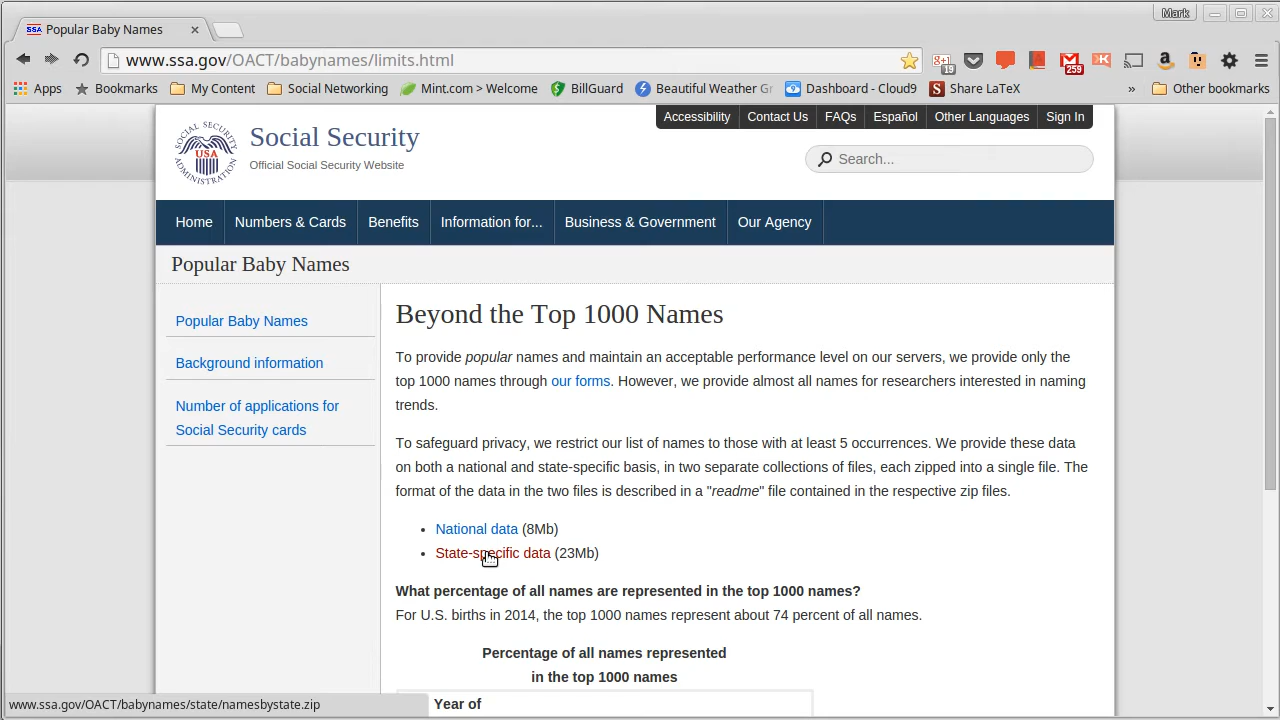 Mark
SSA Popular Baby Names
www.ssa.gov/OACT/babynames/limits.html
19
259
Apps Bookmarks My Content Social Networking Mint.com > Welcome BillGuard Beautiful Weather Gr Dashboard - Cloud9 S Share LaTeX » Other bookmarks
Accessibility Contact Us FAQs Español Other Languages Sign In
SOCIAL SECURITY
USA
ADMINISTRATION
Social Security
Official Social Security Website
Search...
Home Numbers & Cards Benefits Information for... Business & Government Our Agency
Popular Baby Names
Popular Baby Names
Background information
Number of applications for
Social Security cards
Beyond the Top 1000 Names
To provide popular names and maintain an acceptable performance level on our servers, we provide only the
top 1000 names through our forms. However, we provide almost all names for researchers interested in naming
trends.
To safeguard privacy, we restrict our list of names to those with at least 5 occurrences. We provide these data
on both a national and state-specific basis, in two separate collections of files, each zipped into a single file. The
format of the data in the two files is described in a "readme" file contained in the respective zip files.
• National data (8Mb)
• State-specific data (23Mb)
What percentage of all names are represented in the top 1000 names?
For U.S. births in 2014, the top 1000 names represent about 74 percent of all names.
Percentage of all names represented
in the top 1000 names
Year of
www.ssa.gov/OACT/babynames/state/namesbystate.zip